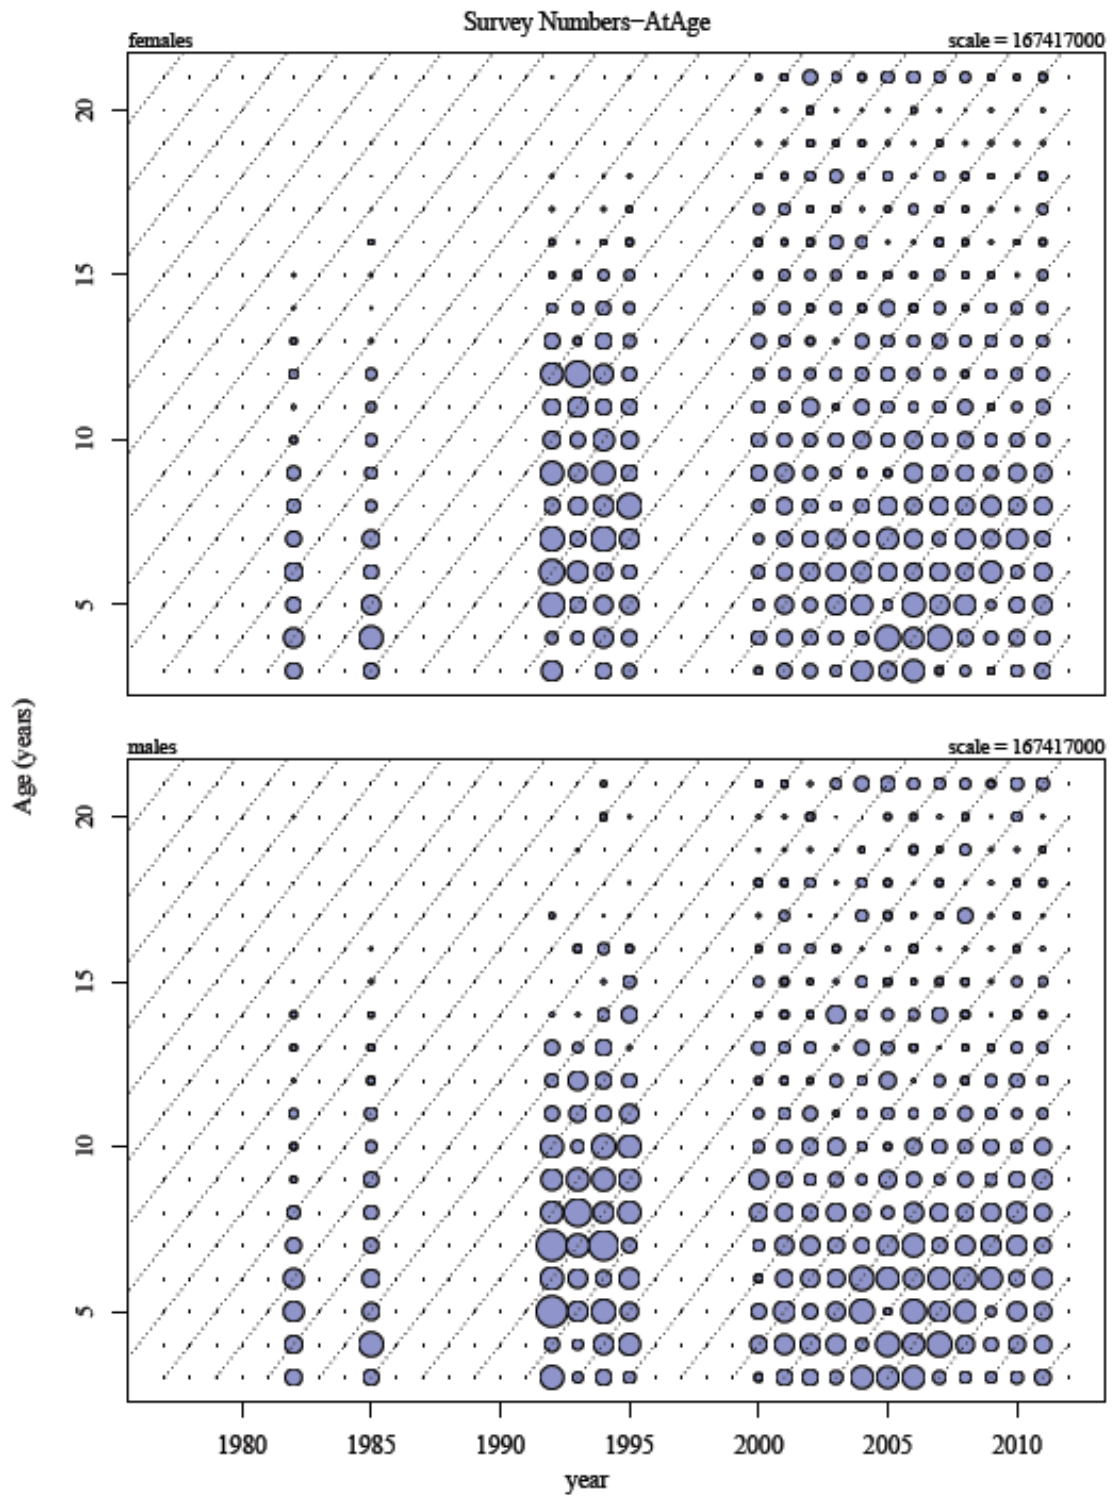 Survey Numbers−AtAge
females scale = 167417000
20
15
10
5
Age (years)
males scale = 167417000
20
15
10
5
1980 1985 1990 1995 2000 2005 2010
year